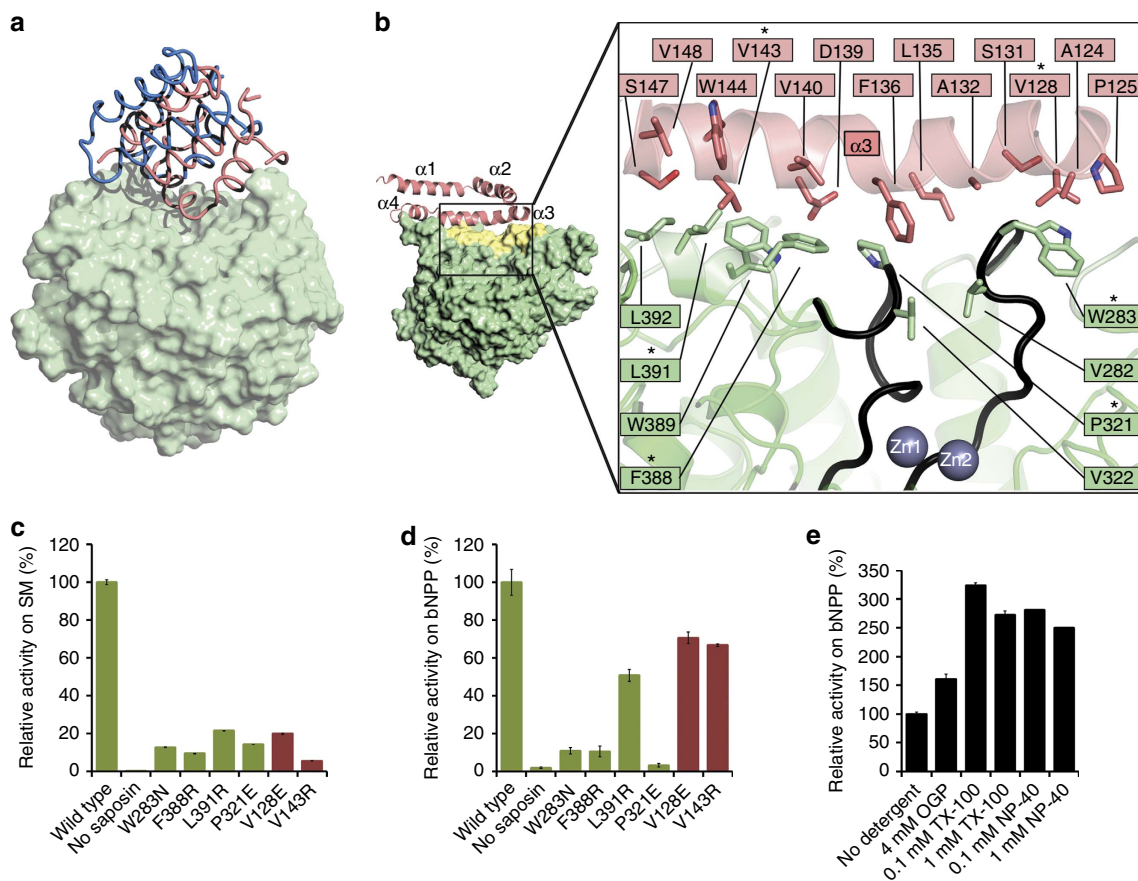 a
b
α1
α2
α4
α3
*
V148
V143
D139
L135
S131
*
A124
S147
W144
V140
F136
A132
V128
P125
α3
L392
*
L391
W389
*
F388
*
W283
V282
*
P321
V322
Zn1
Zn2
c
Relative activity on SM (%)
120
100
80
60
40
20
0
Wild type
No saposin
W283N
F388R
L391R
P321E
V128E
V143R
d
Relative activity on bNPP (%)
120
100
80
60
40
20
0
Wild type
No saposin
W283N
F388R
L391R
P321E
V128E
V143R
e
Relative activity on bNPP (%)
350
300
250
200
150
100
50
0
No detergent
4 mM OGP
0.1 mM TX-100
1 mM TX-100
0.1 mM NP-40
1 mM NP-40